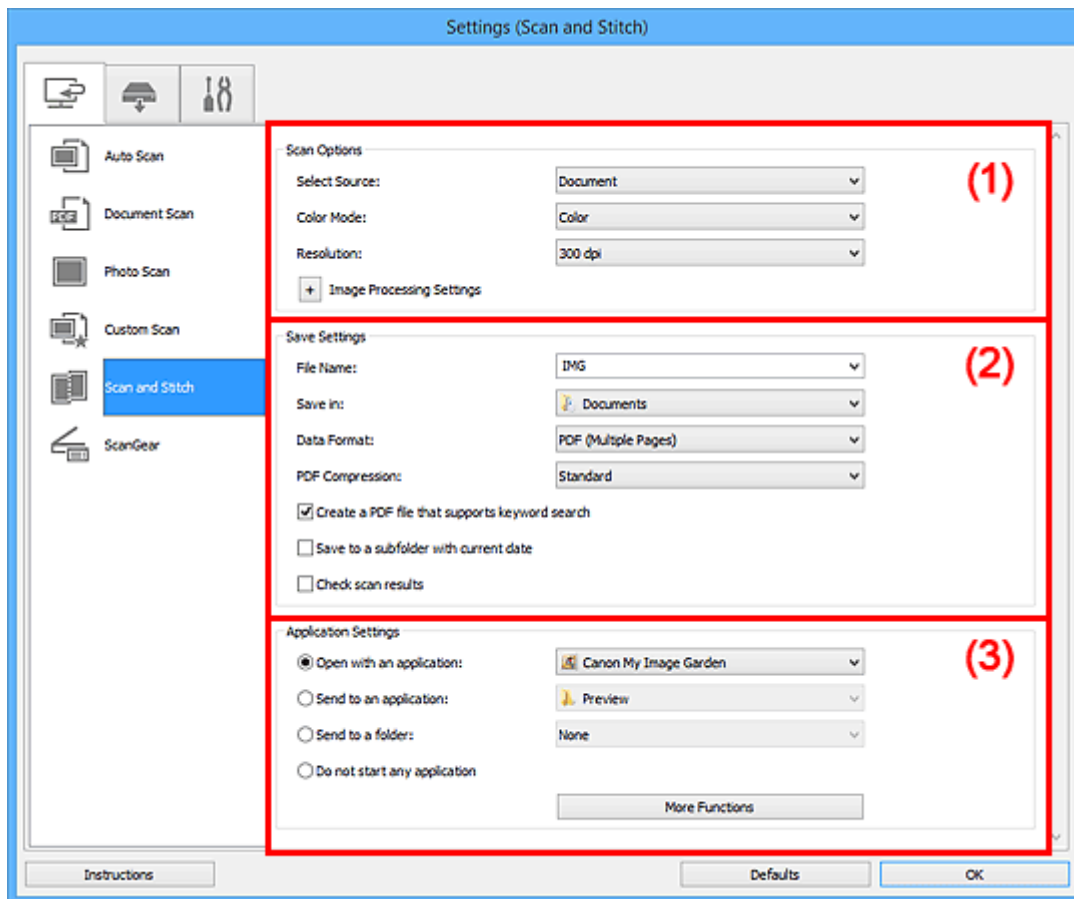 Settings (Scan and Stitch)
Auto Scan
PDF
Document Scan
Photo Scan
Custom Scan
Scan and Stitch
ScanGear
Scan Options
(1)
Select Source: Document
Color Mode: Color
Resolution: 300 dpi
+ Image Processing Settings
Save Settings
(2)
File Name: IMG
Save in: Documents
Data Format: PDF (Multiple Pages)
PDF Compression: Standard
Create a PDF file that supports keyword search
Save to a subfolder with current date
Check scan results
Application Settings
(3)
Open with an application: Canon My Image Garden
Send to an application: Preview
Send to a folder: None
Do not start any application
More Functions
Instructions Defaults OK